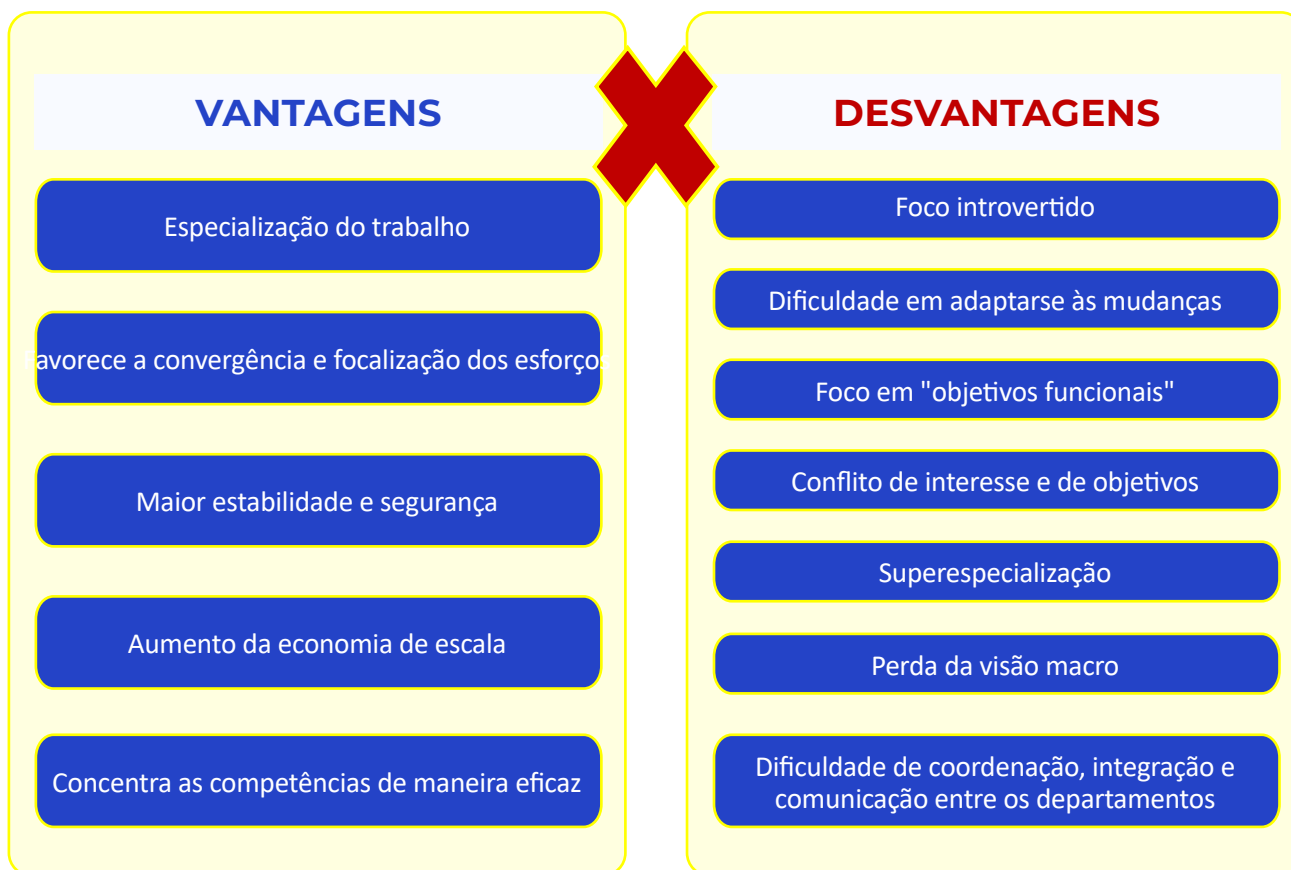 VANTAGENS
Especialização do trabalho
avorece a convergência e focalização dos esforço
Maior estabilidade e segurança
Aumento da economia de escala
Concentra as competências de maneira eficaz
DESVANTAGENS
Foco introvertido
Dificuldade em adaptarse às mudanças
Foco em "objetivos funcionais"
Conflito de interesse e de objetivos
Superespecialização
Perda da visão macro
Dificuldade de coordenação, integração e
comunicação entre os departamentos